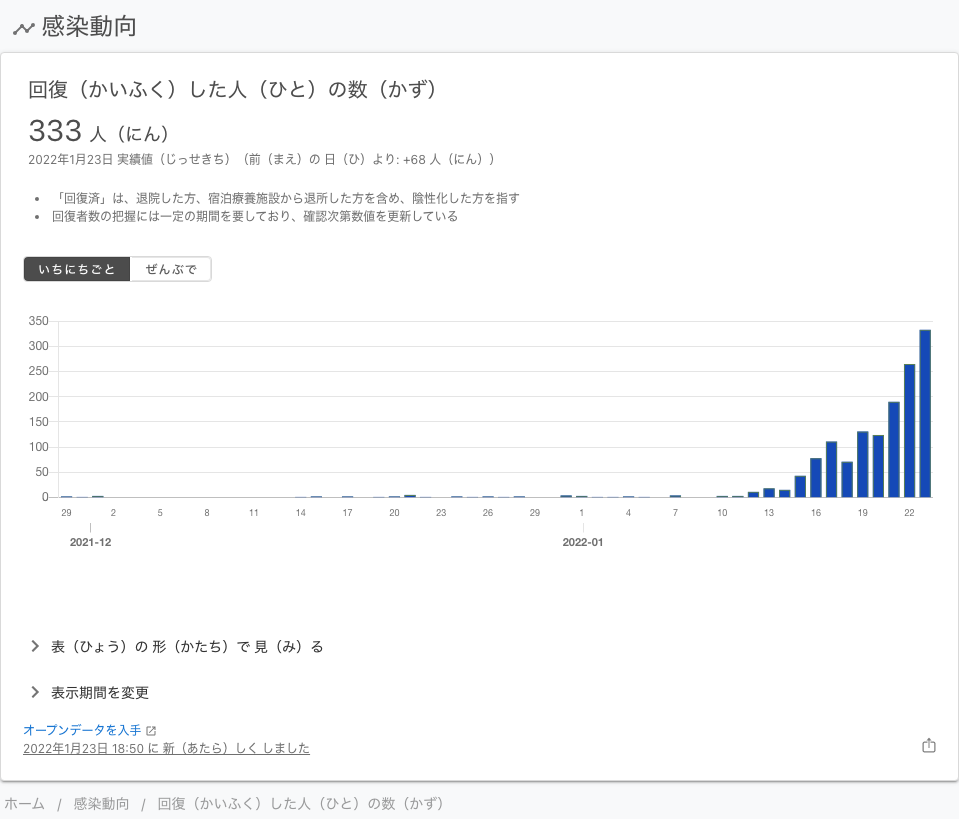 感染動向
回復（かいふく）した人（ひと）の数（かず）
333 人（にん）
2022年1月23日 実績値（じっせきち）（前（まえ）の 日（ひ）より: +68 人（にん））
「回復済」は、退院した方、宿泊療養施設から退所した方を含め、陰性化した方を指す
回復者数の把握には一定の期間を要しており、確認次第数値を更新している
いちにちごと ぜんぶで
350
300
250
200
150
100
50
0
29 2 5 8 11 14 17 20 23 26 29 1 4 7 10 13 16 19 22
2021-12 2022-01
表（ひょう）の 形（かたち）で 見（み）る
表示期間を変更
オープンデータを入手
2022年1月23日 18:50 に 新（あたら）しく しました
ホーム / 感染動向 / 回復（かいふく）した人（ひと）の数（かず）